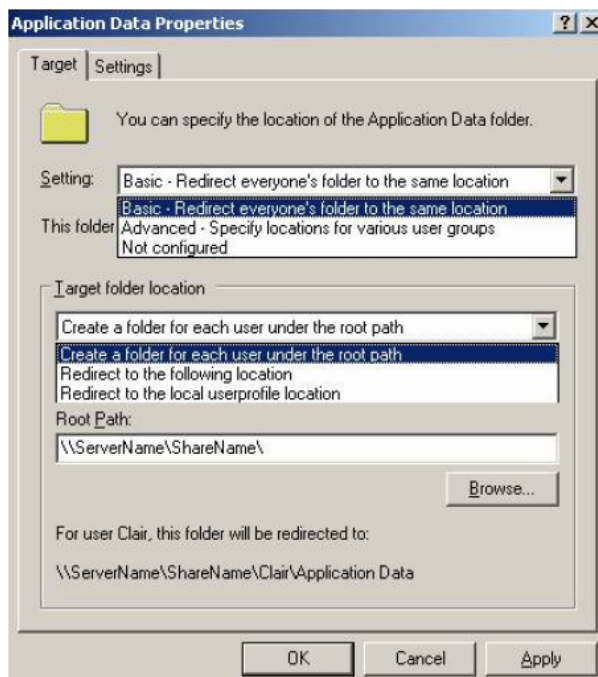 Application Data Properties
Target Settings
You can specify the location of the Application Data folder.
Setting: Basic - Redirect everyone's folder to the same location
Basic - Redirect everyone's folder to the same location
This folder Advanced - Specify locations for various user groups
Not configured
Target folder location
Create a folder for each user under the root path
Create a folder for each user under the root path
Redirect to the following location
Redirect to the local userprofile location
Root Path:
\\ServerName\ShareName\
Browse...
For user Clair, this folder will be redirected to:
\\ServerName\ShareName\Clair\Application Data
OK Cancel Apply